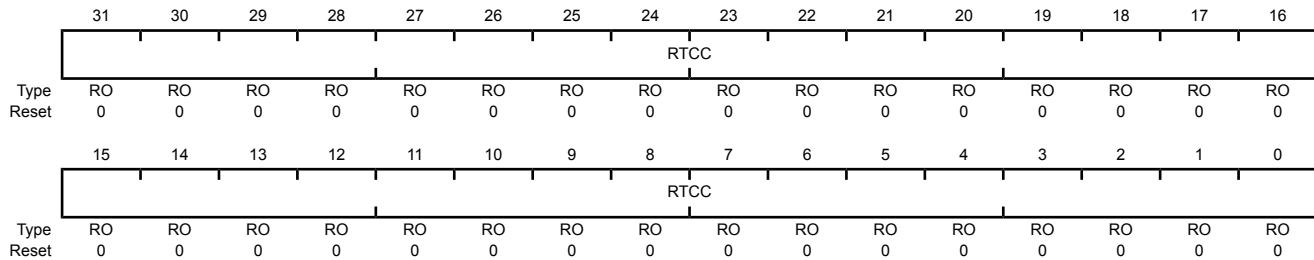 31 30 29 28 27 26 25 24 23 22 21 20 19 18 17 16
RTCC
Type RO RO RO RO RO RO RO RO RO RO RO RO RO RO RO RO
Reset 0 0 0 0 0 0 0 0 0 0 0 0 0 0 0 0
15 14 13 12 11 10 9 8 7 6 5 4 3 2 1 0
RTCC
Type RO RO RO RO RO RO RO RO RO RO RO RO RO RO RO RO
Reset 0 0 0 0 0 0 0 0 0 0 0 0 0 0 0 0